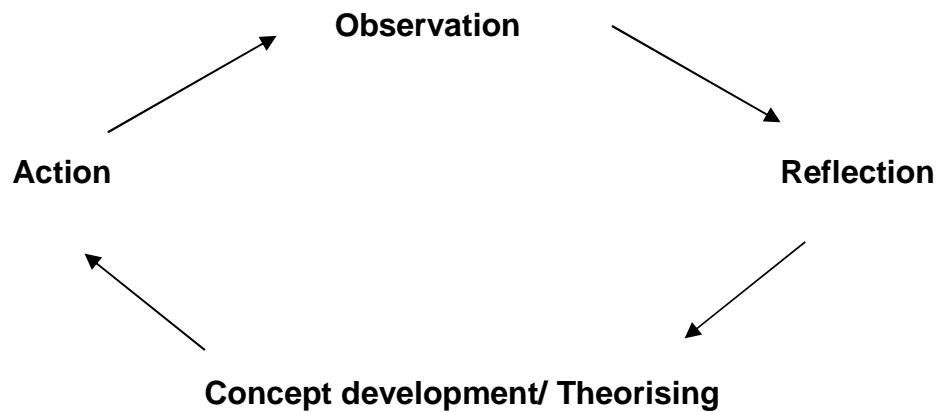 Observation
Action
Reflection
Concept development/ Theorising